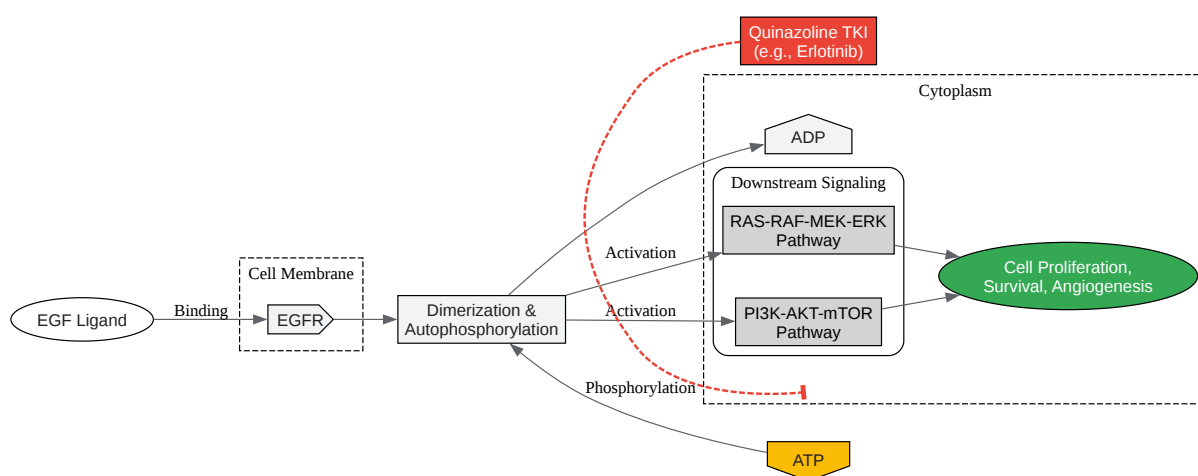 Quinazoline TKI
(e.g., Erlotinib)
Cytoplasm
ADP
Downstream Signaling
RAS-RAF-MEK-ERK
Pathway
Activation
Cell Proliferation,
Survival, Angiogenesis
Cell Membrane
EGF Ligand
Binding
EGFR
Dimerization &
Autophosphorylation
Activation
PI3K-AKT-mTOR
Pathway
Phosphorylation
ATP